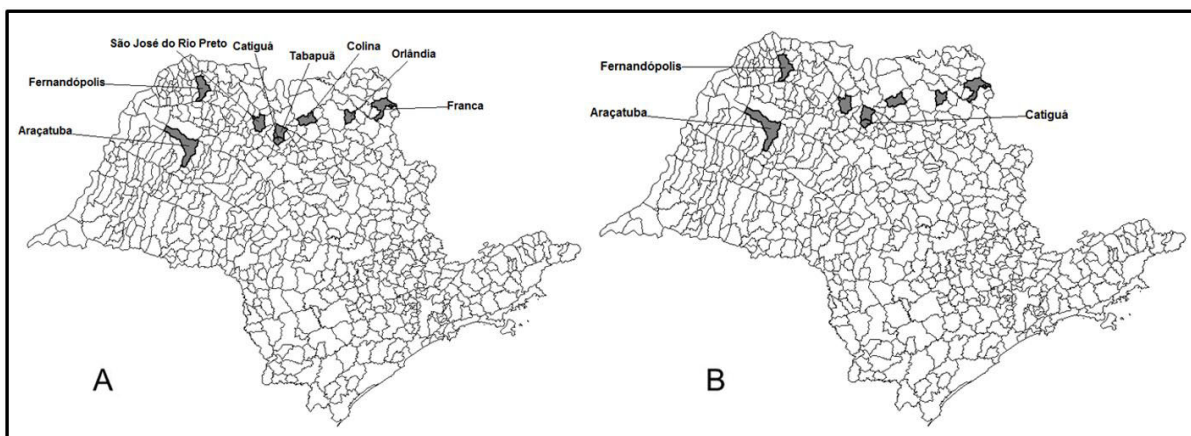 São José do Rio Preto
Catiguá
Tabapuã
Colina
Orlândia
Fernandópolis
Franca
Araçatuba
A
Fernandópolis
Araçatuba
Catiguá
B